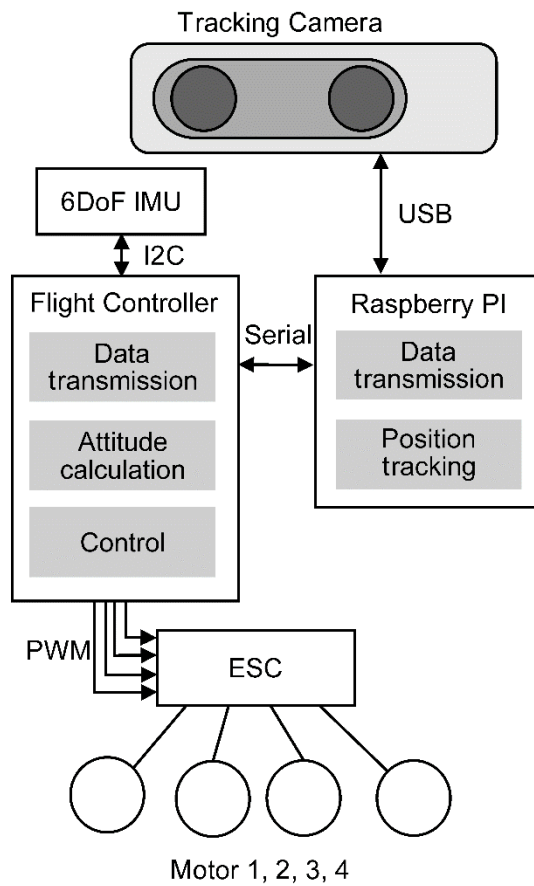 Tracking Camera
6DoF IMU
USB
I2C
Flight Controller
Raspberry PI
Serial
Data
transmission
Data
transmission
Attitude
calculation
Position
tracking
Control
PWM
ESC
Motor 1, 2, 3, 4